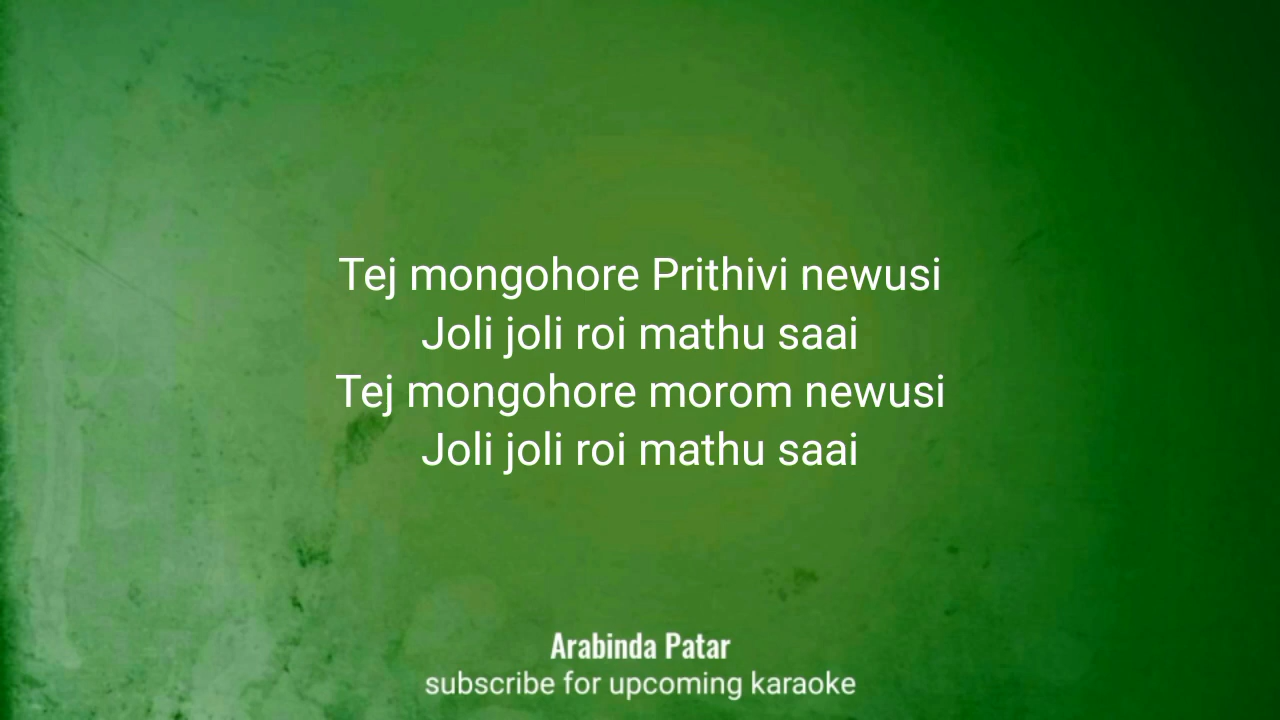 Tej mongohore Prithivi newusi
Joli joli roi mathu saai
Tej mongohore morom newusi
Joli joli roi mathu saai
Arabinda Patar
subscribe for upcoming karaoke